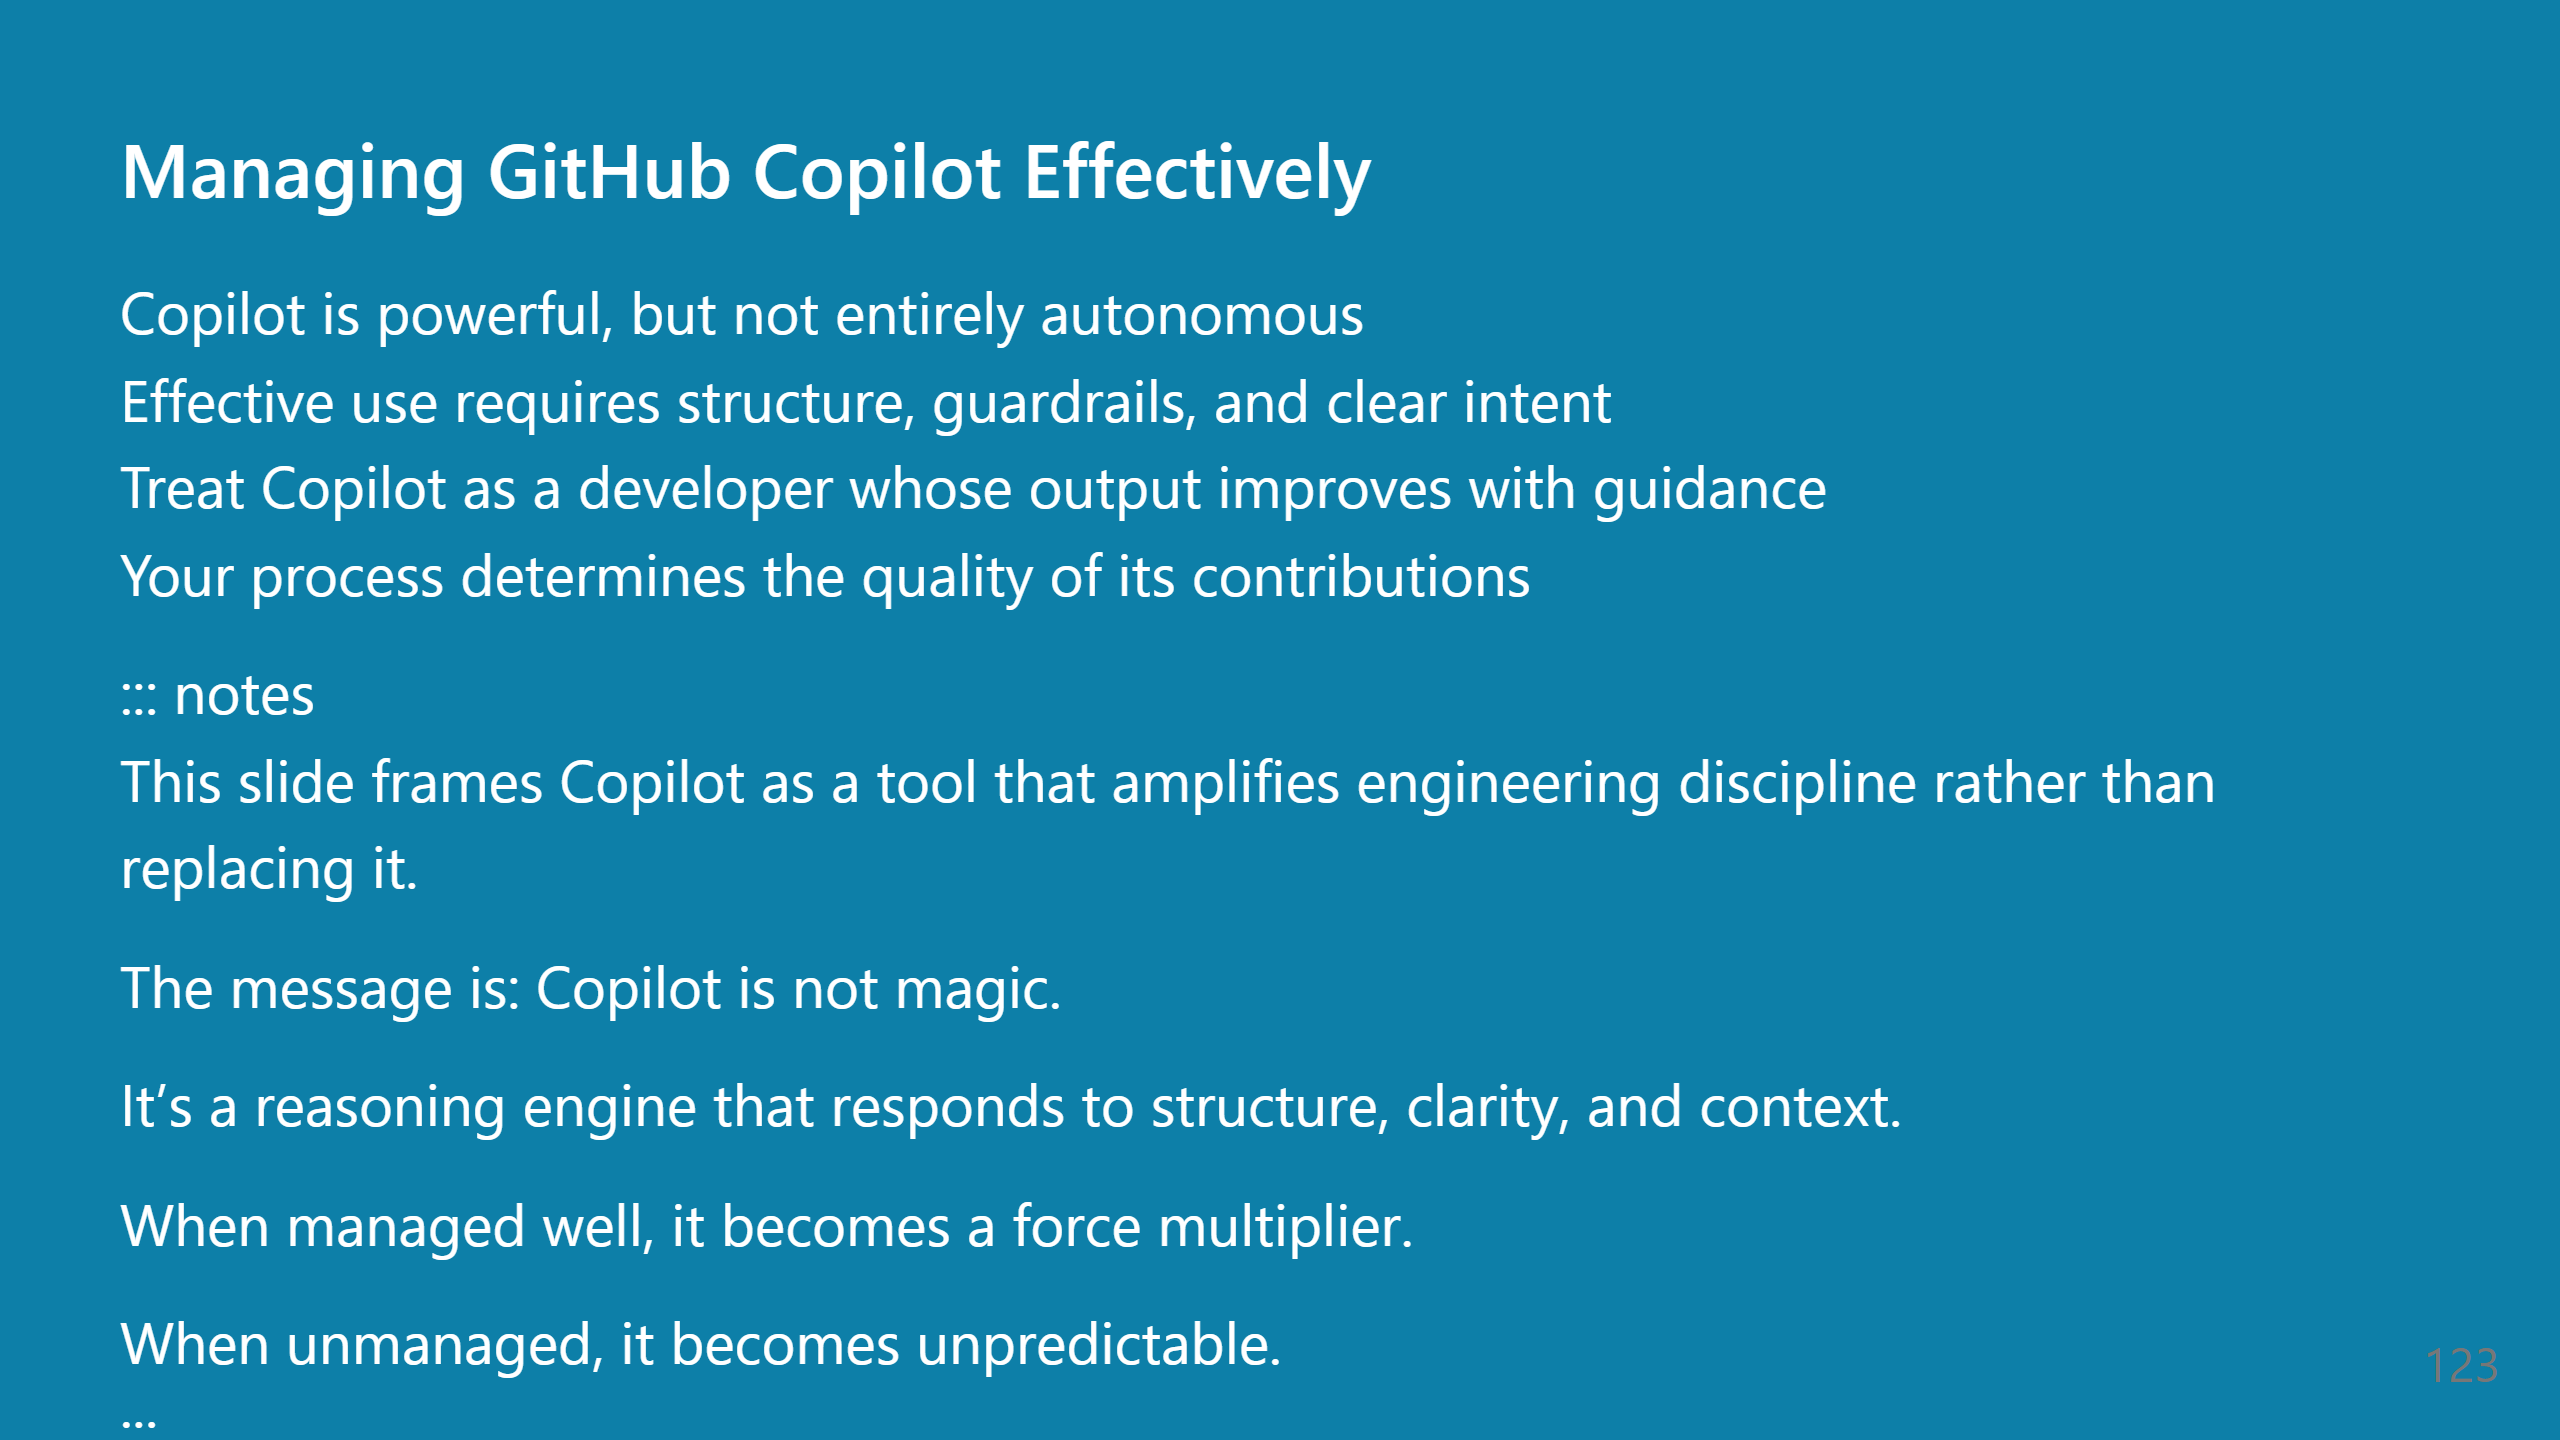 Managing GitHub Copilot Effectively
Copilot is powerful, but not entirely autonomous
Effective use requires structure, guardrails, and clear intent
Treat Copilot as a developer whose output improves with guidance
Your process determines the quality of its contributions
::: notes
This slide frames Copilot as a tool that amplifies engineering discipline rather than
replacing it.
The message is: Copilot is not magic.
It’s a reasoning engine that responds to structure, clarity, and context.
When managed well, it becomes a force multiplier.
When unmanaged, it becomes unpredictable.
:::
123